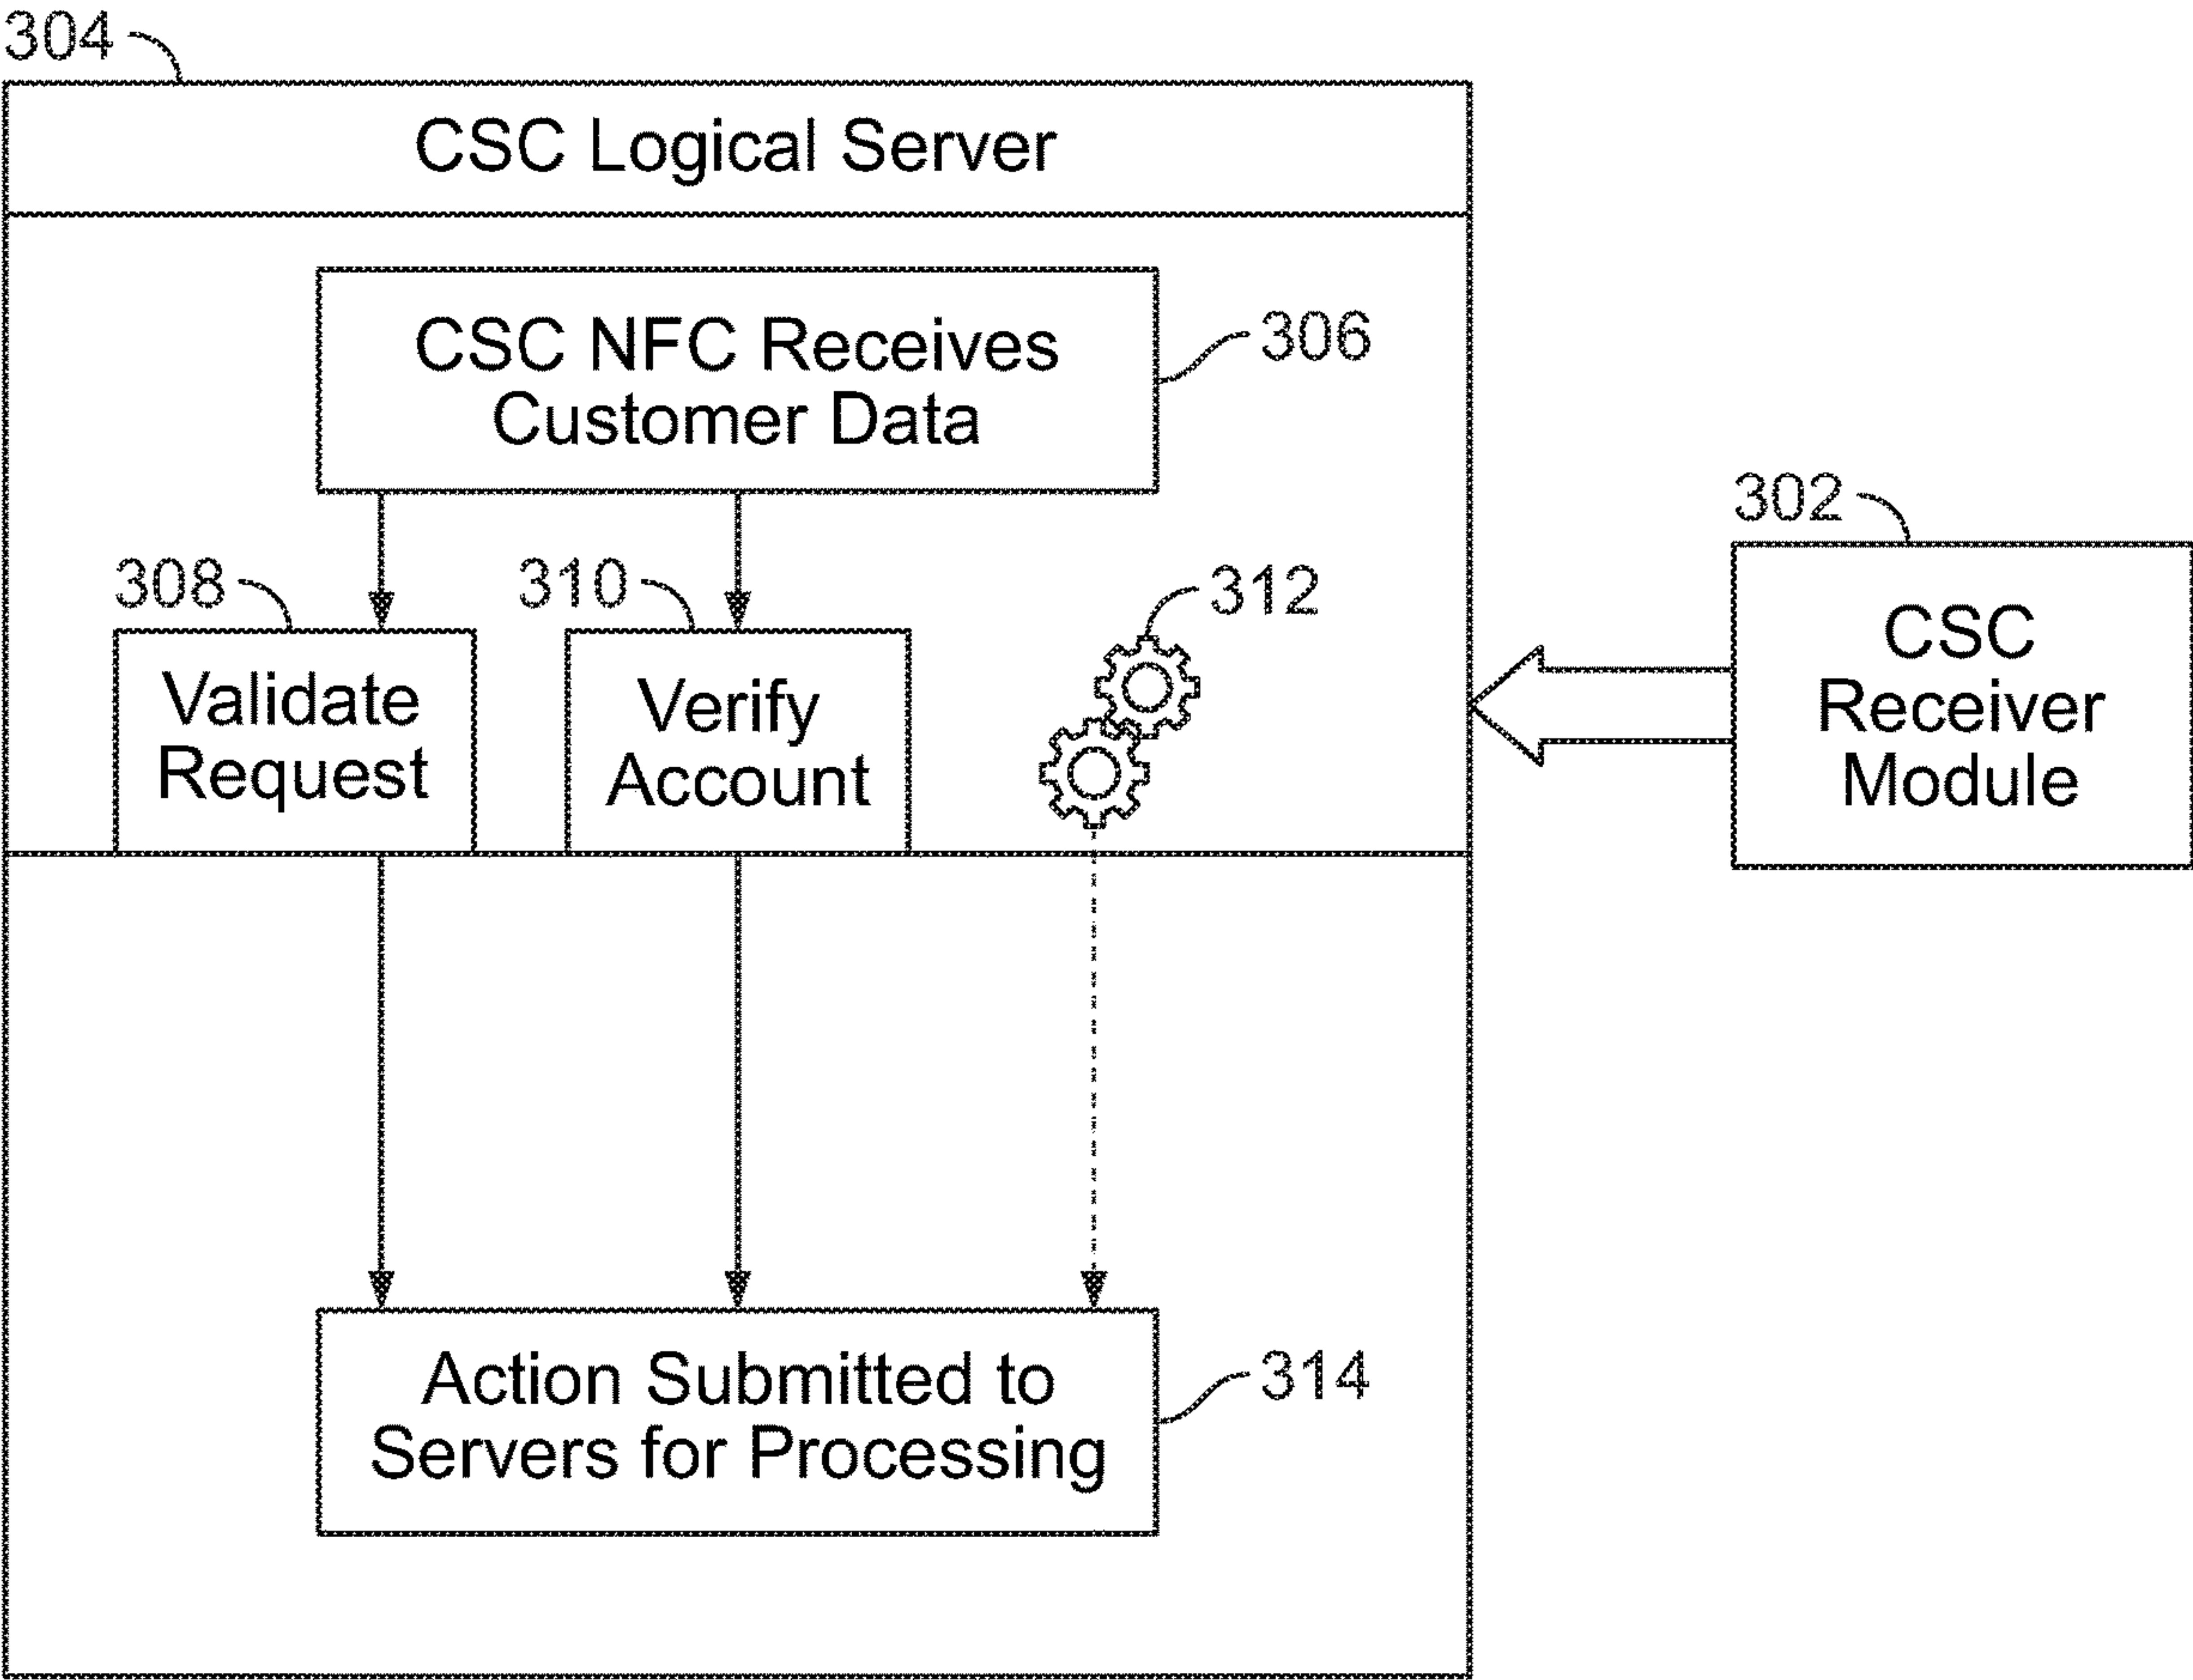 304
CSC Logical Server
CSC NFC Receives
Customer Data
306
302
308
310
312
CSC
Receiver
Module
Validate
Request
Verify
Account
Action Submitted to
Servers for Processing
314